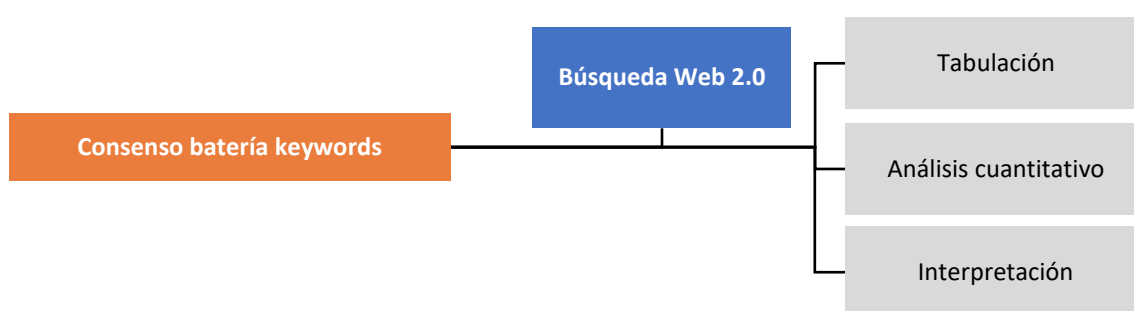 Consenso batería keywords
Búsqueda Web 2.0
Tabulación
Análisis cuantitativo
Interpretación